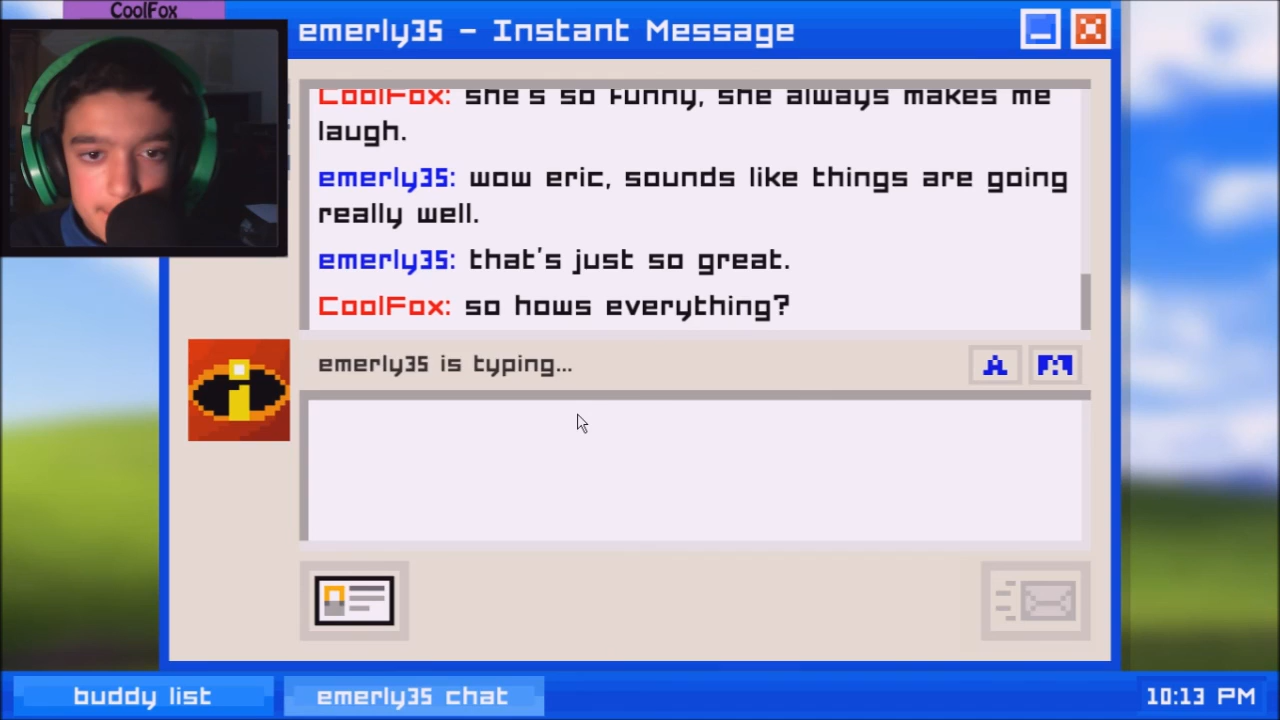 CoolFox
emerly35 - Instant Message
CoolFox: she's so funny, she always makes me
laugh.
emerly35: wow eric, sounds like things are going
really well.
emerly35: that's just so great.
CoolFox: so hows everything?
emerly35 is typing...
A
buddy list
emerly35 chat
10:13 PM